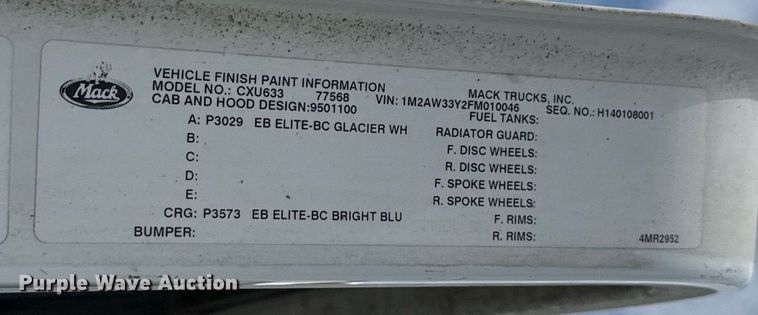 Mack
VEHICLE FINISH PAINT INFORMATION MACK TRUCKS, INC.
MODEL NO.: CXU633 77568 VIN: 1M2AW33Y2FM010046 SEQ. NO.: H140108001
CAB AND HOOD DESIGN:9501100 FUEL TANKS:
A: P3029 EB ELITE-BC GLACIER WH RADIATOR GUARD:
B: F. DISC WHEELS:
C: R. DISC WHEELS:
D: F. SPOKE WHEELS:
E: R. SPOKE WHEELS:
CRG: P3573 EB ELITE-BC BRIGHT BLU F. RIMS:
BUMPER: R. RIMS: 4MR2952
Purple Wave Auction